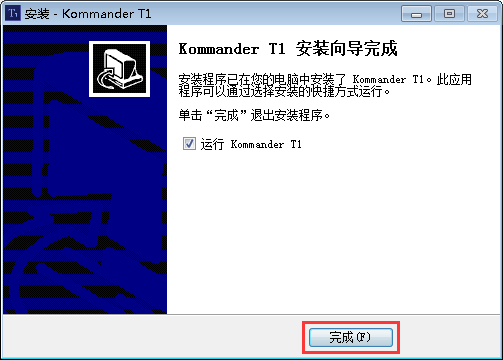 安装 - Kommander T1
Kommander T1 安装向导完成
安装程序已在您的电脑中安装了 Kommander T1。此应
用程序可以通过选择安装的快捷方式运行。
单击“完成”退出安装程序。
运行 Kommander T1
完成(F)